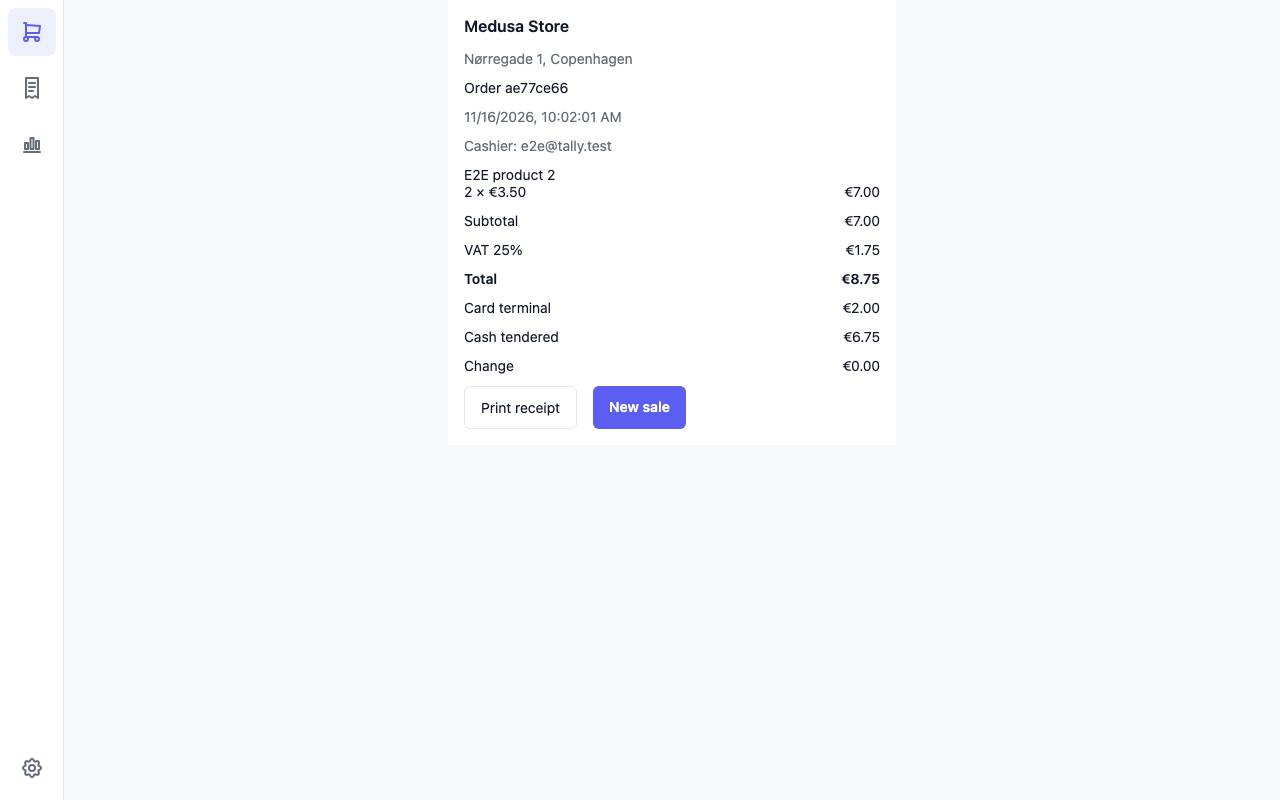 Medusa Store
Nørregade 1, Copenhagen
Order ae77ce66
11/16/2026, 10:02:01 AM
Cashier: e2e@tally.test
E2E product 2
2 × €3.50 €7.00
Subtotal €7.00
VAT 25% €1.75
Total €8.75
Card terminal €2.00
Cash tendered €6.75
Change €0.00
Print receipt New sale